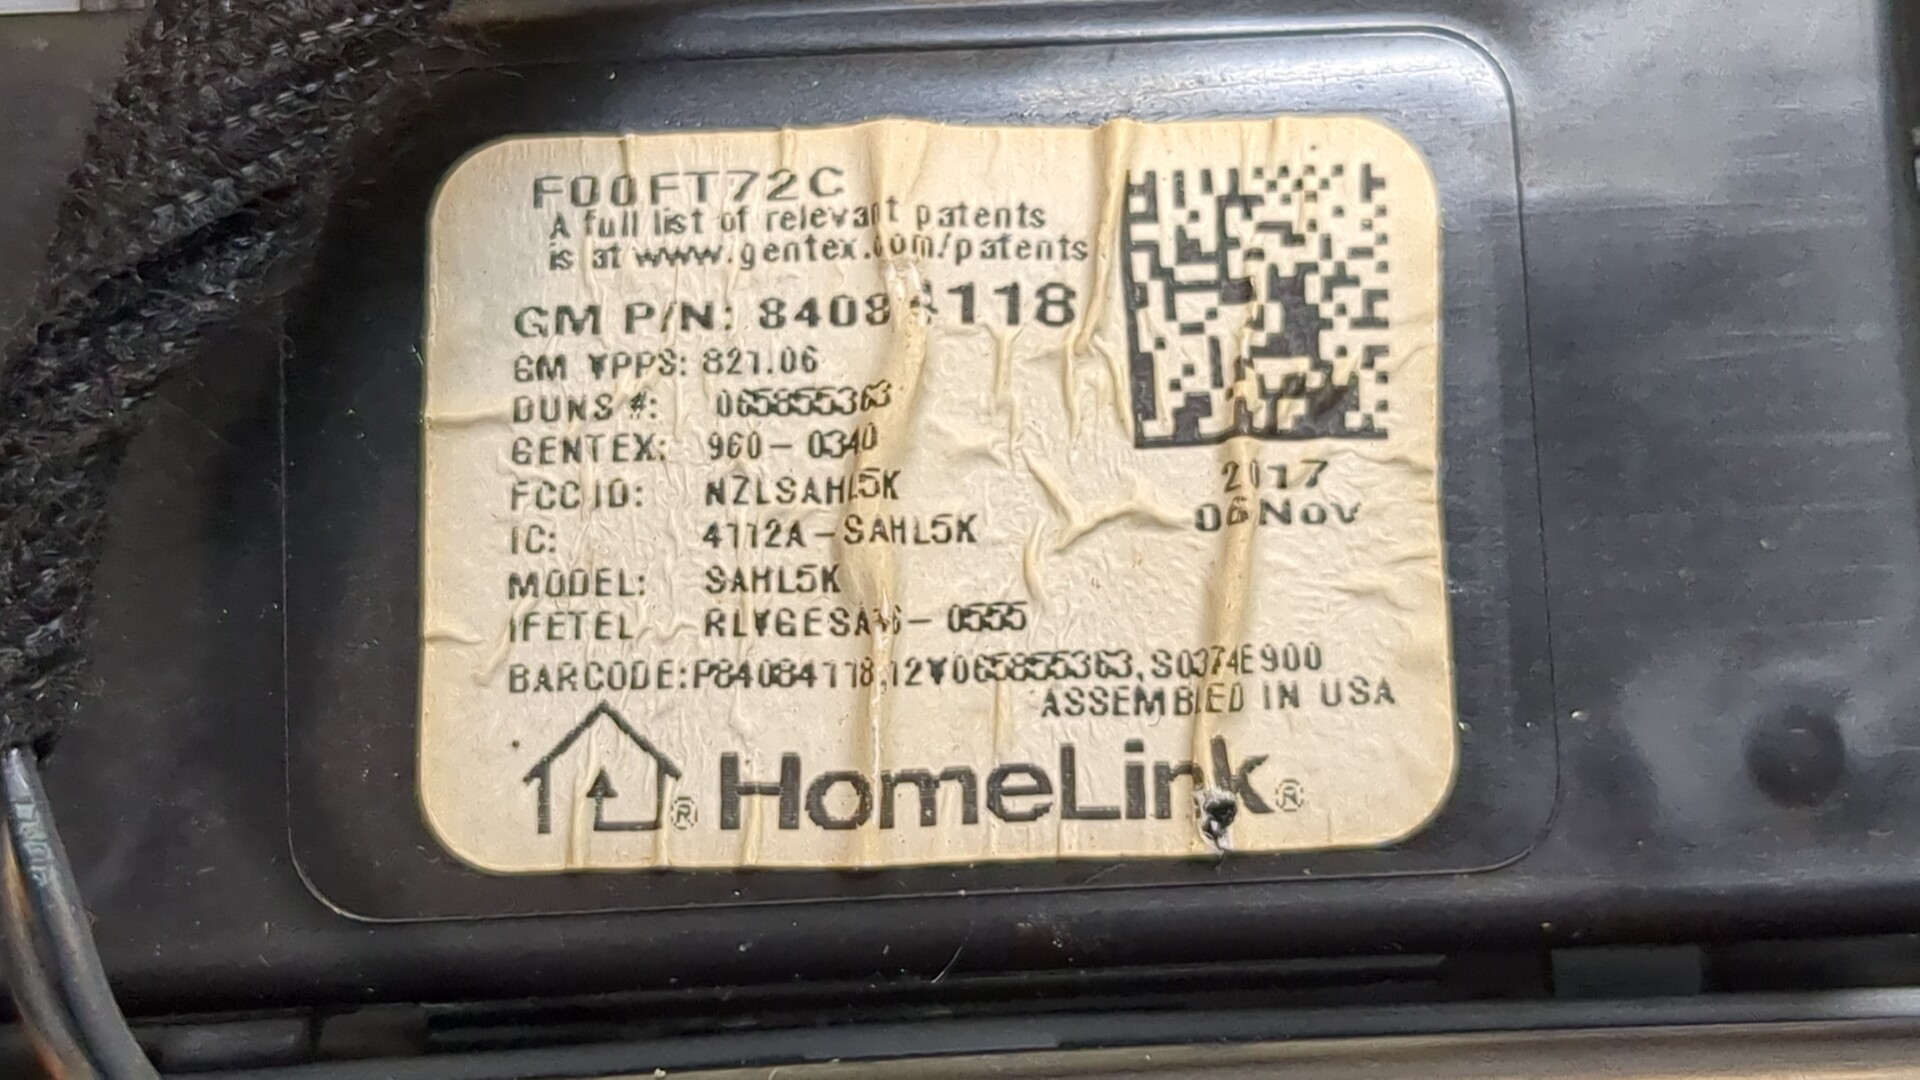 F00FT72C
A full list of relevant patents
is at www.gentex.com/patents
GM P/N: 84084118
GM VPPS: 821.06
DUNS #: 065855363
GENTEX: 960-0340
FCC ID: NZLSAHL5K
IC: 4112A-SAHL5K
MODEL: SAHL5K
IFETEL
BARCODE:P84084118,12V065855363,S0374E900
ASSEMBLED IN USA
2017
06 Nov
® HomeLink®